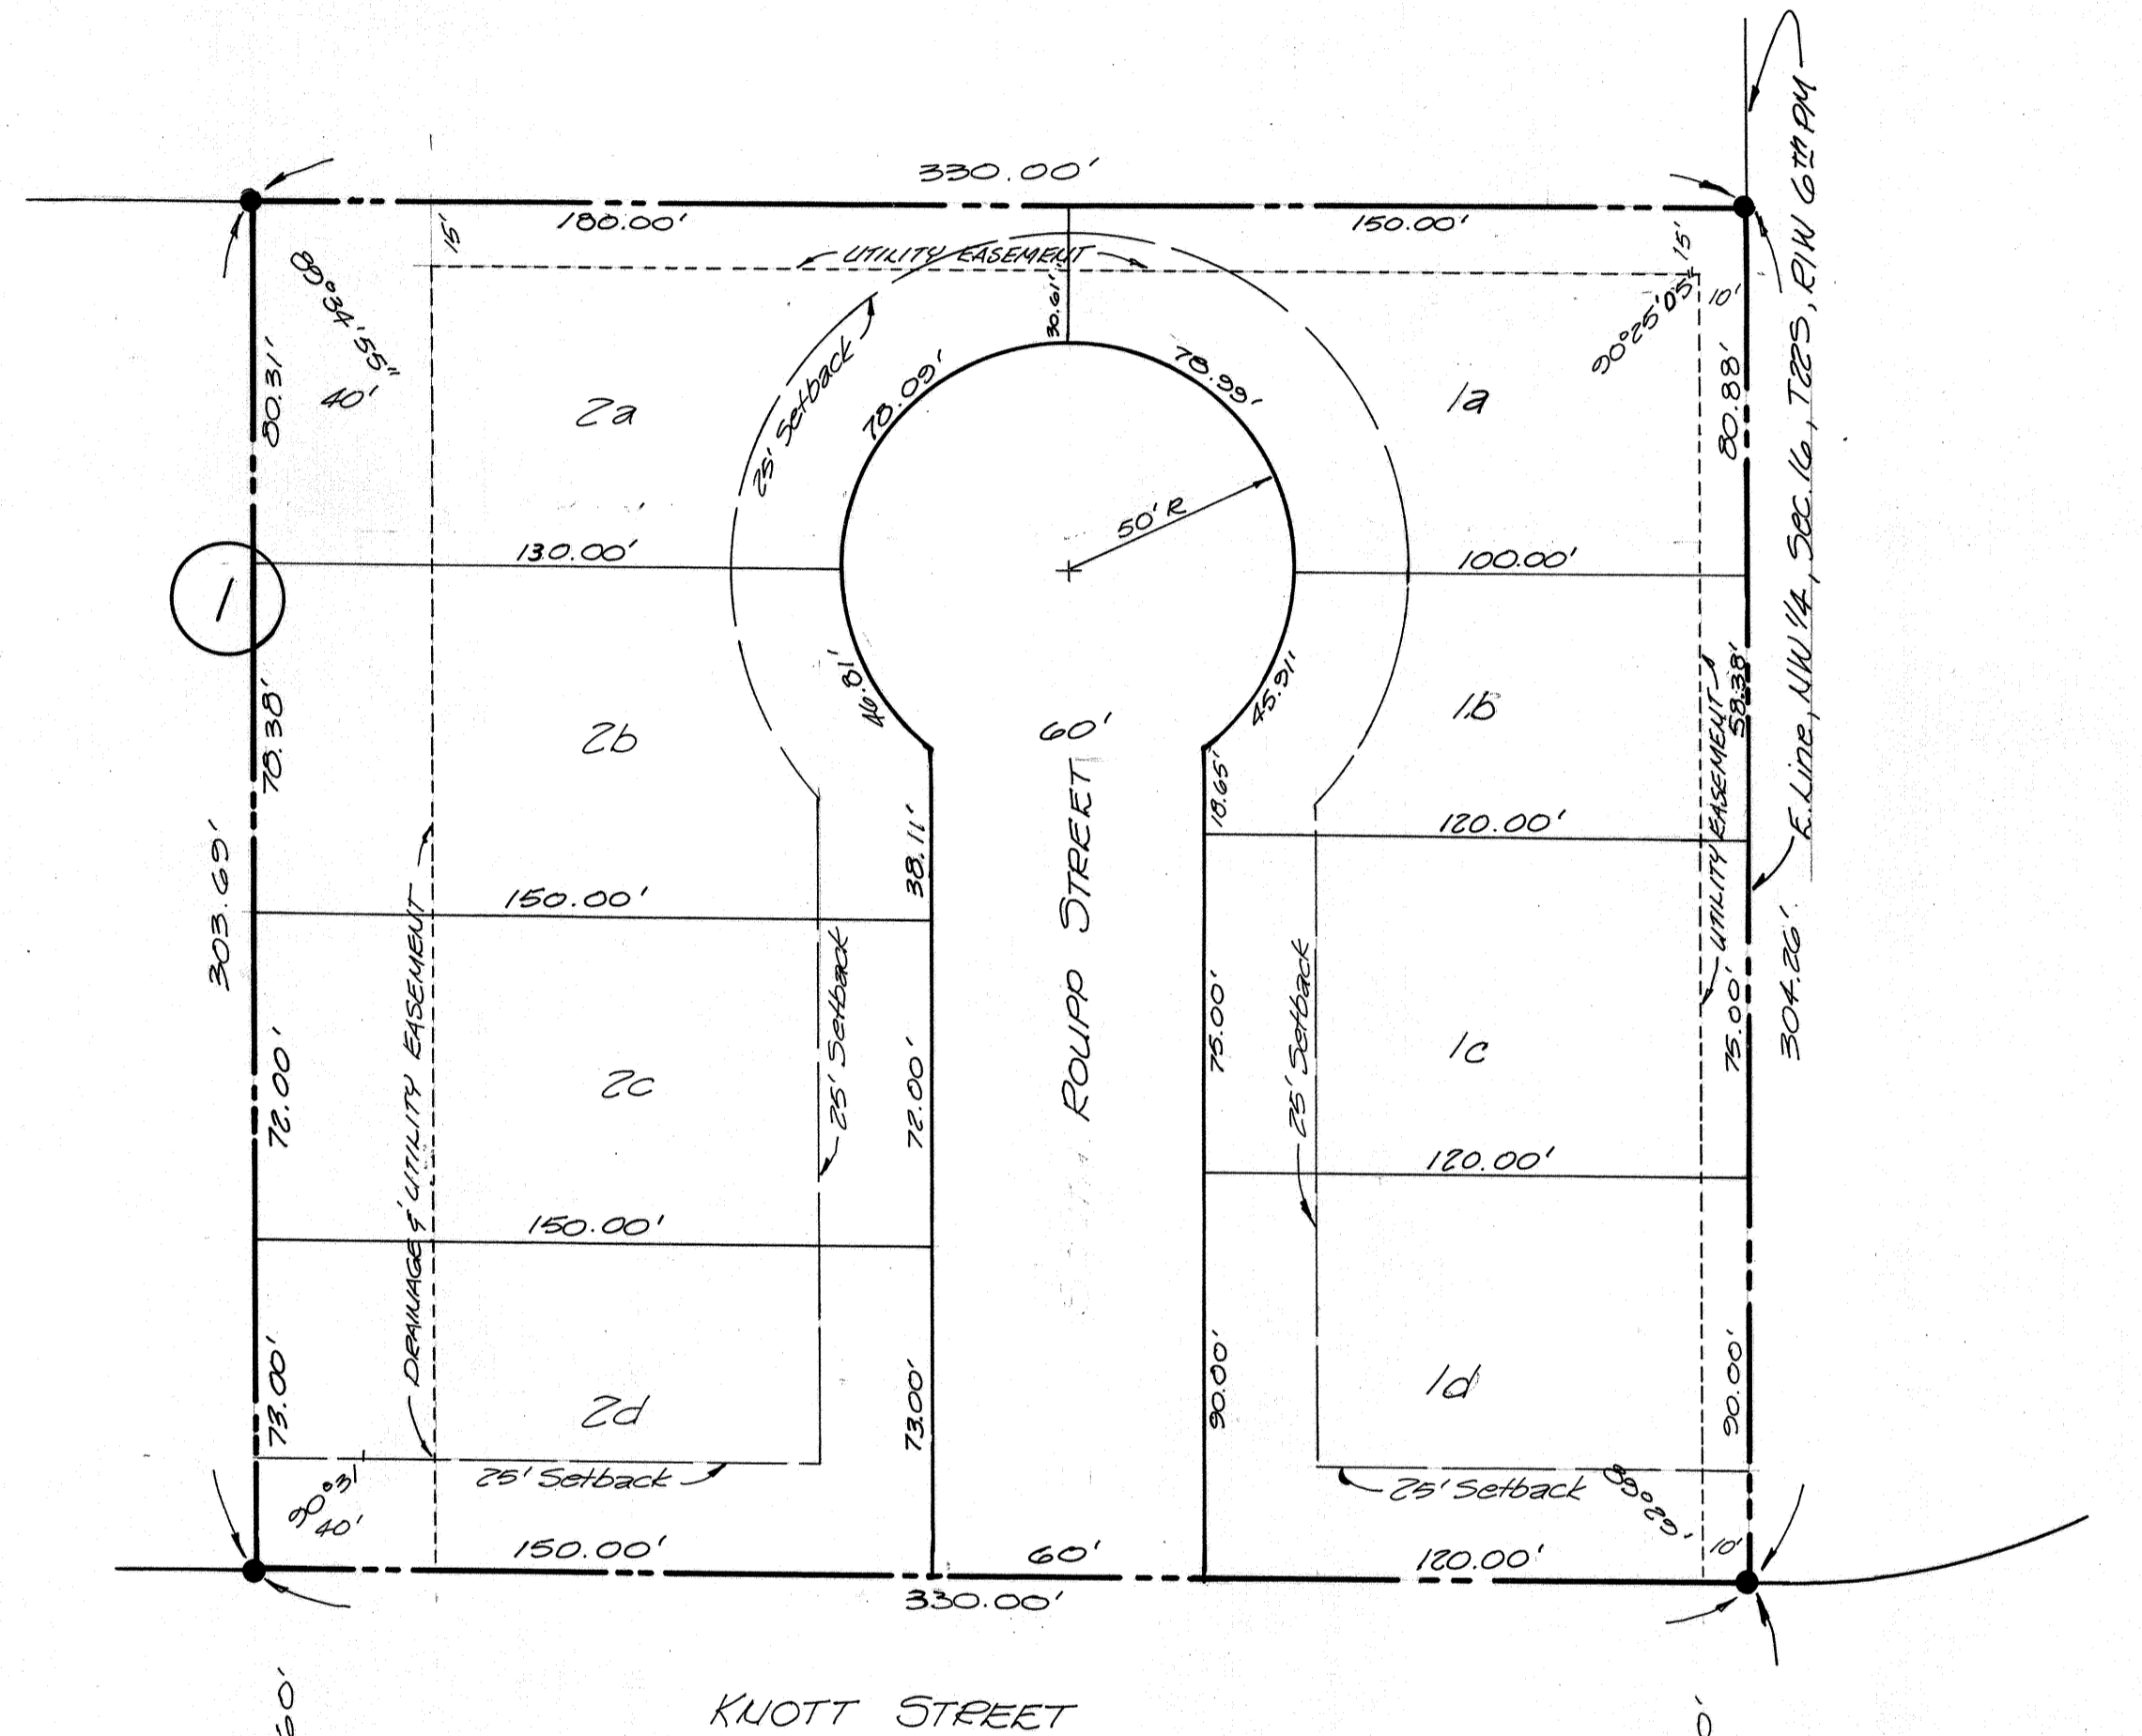 330.00'
180.00'
150.00'
15'
UTILITY EASEMENT
15'
10'
88°34'55"
90°25'05"
40'
80.31'
2a
25' Setback
78.09'
30.61'
78.99'
50' R
1a
80.88'
E. Line, NW 1/4, Sec. 16, T22S, R1W 6th PM
130.00'
100.00'
1
78.38'
2b
46.81'
60'
45.91'
1b
58.38'
UTILITY EASEMENT
303.69'
38.11'
ROUPP STREET
18.65'
120.00'
150.00'
DRAINAGE & UTILITY EASEMENT
72.00'
2c
25' Setback
72.00'
75.00'
25' Setback
1c
75.00'
304.26'
150.00'
120.00'
73.00'
2d
73.00'
90.00'
1d
90.00'
25' Setback
25' Setback
40'
10'
150.00'
60'
120.00'
330.00'
KNOTT STREET